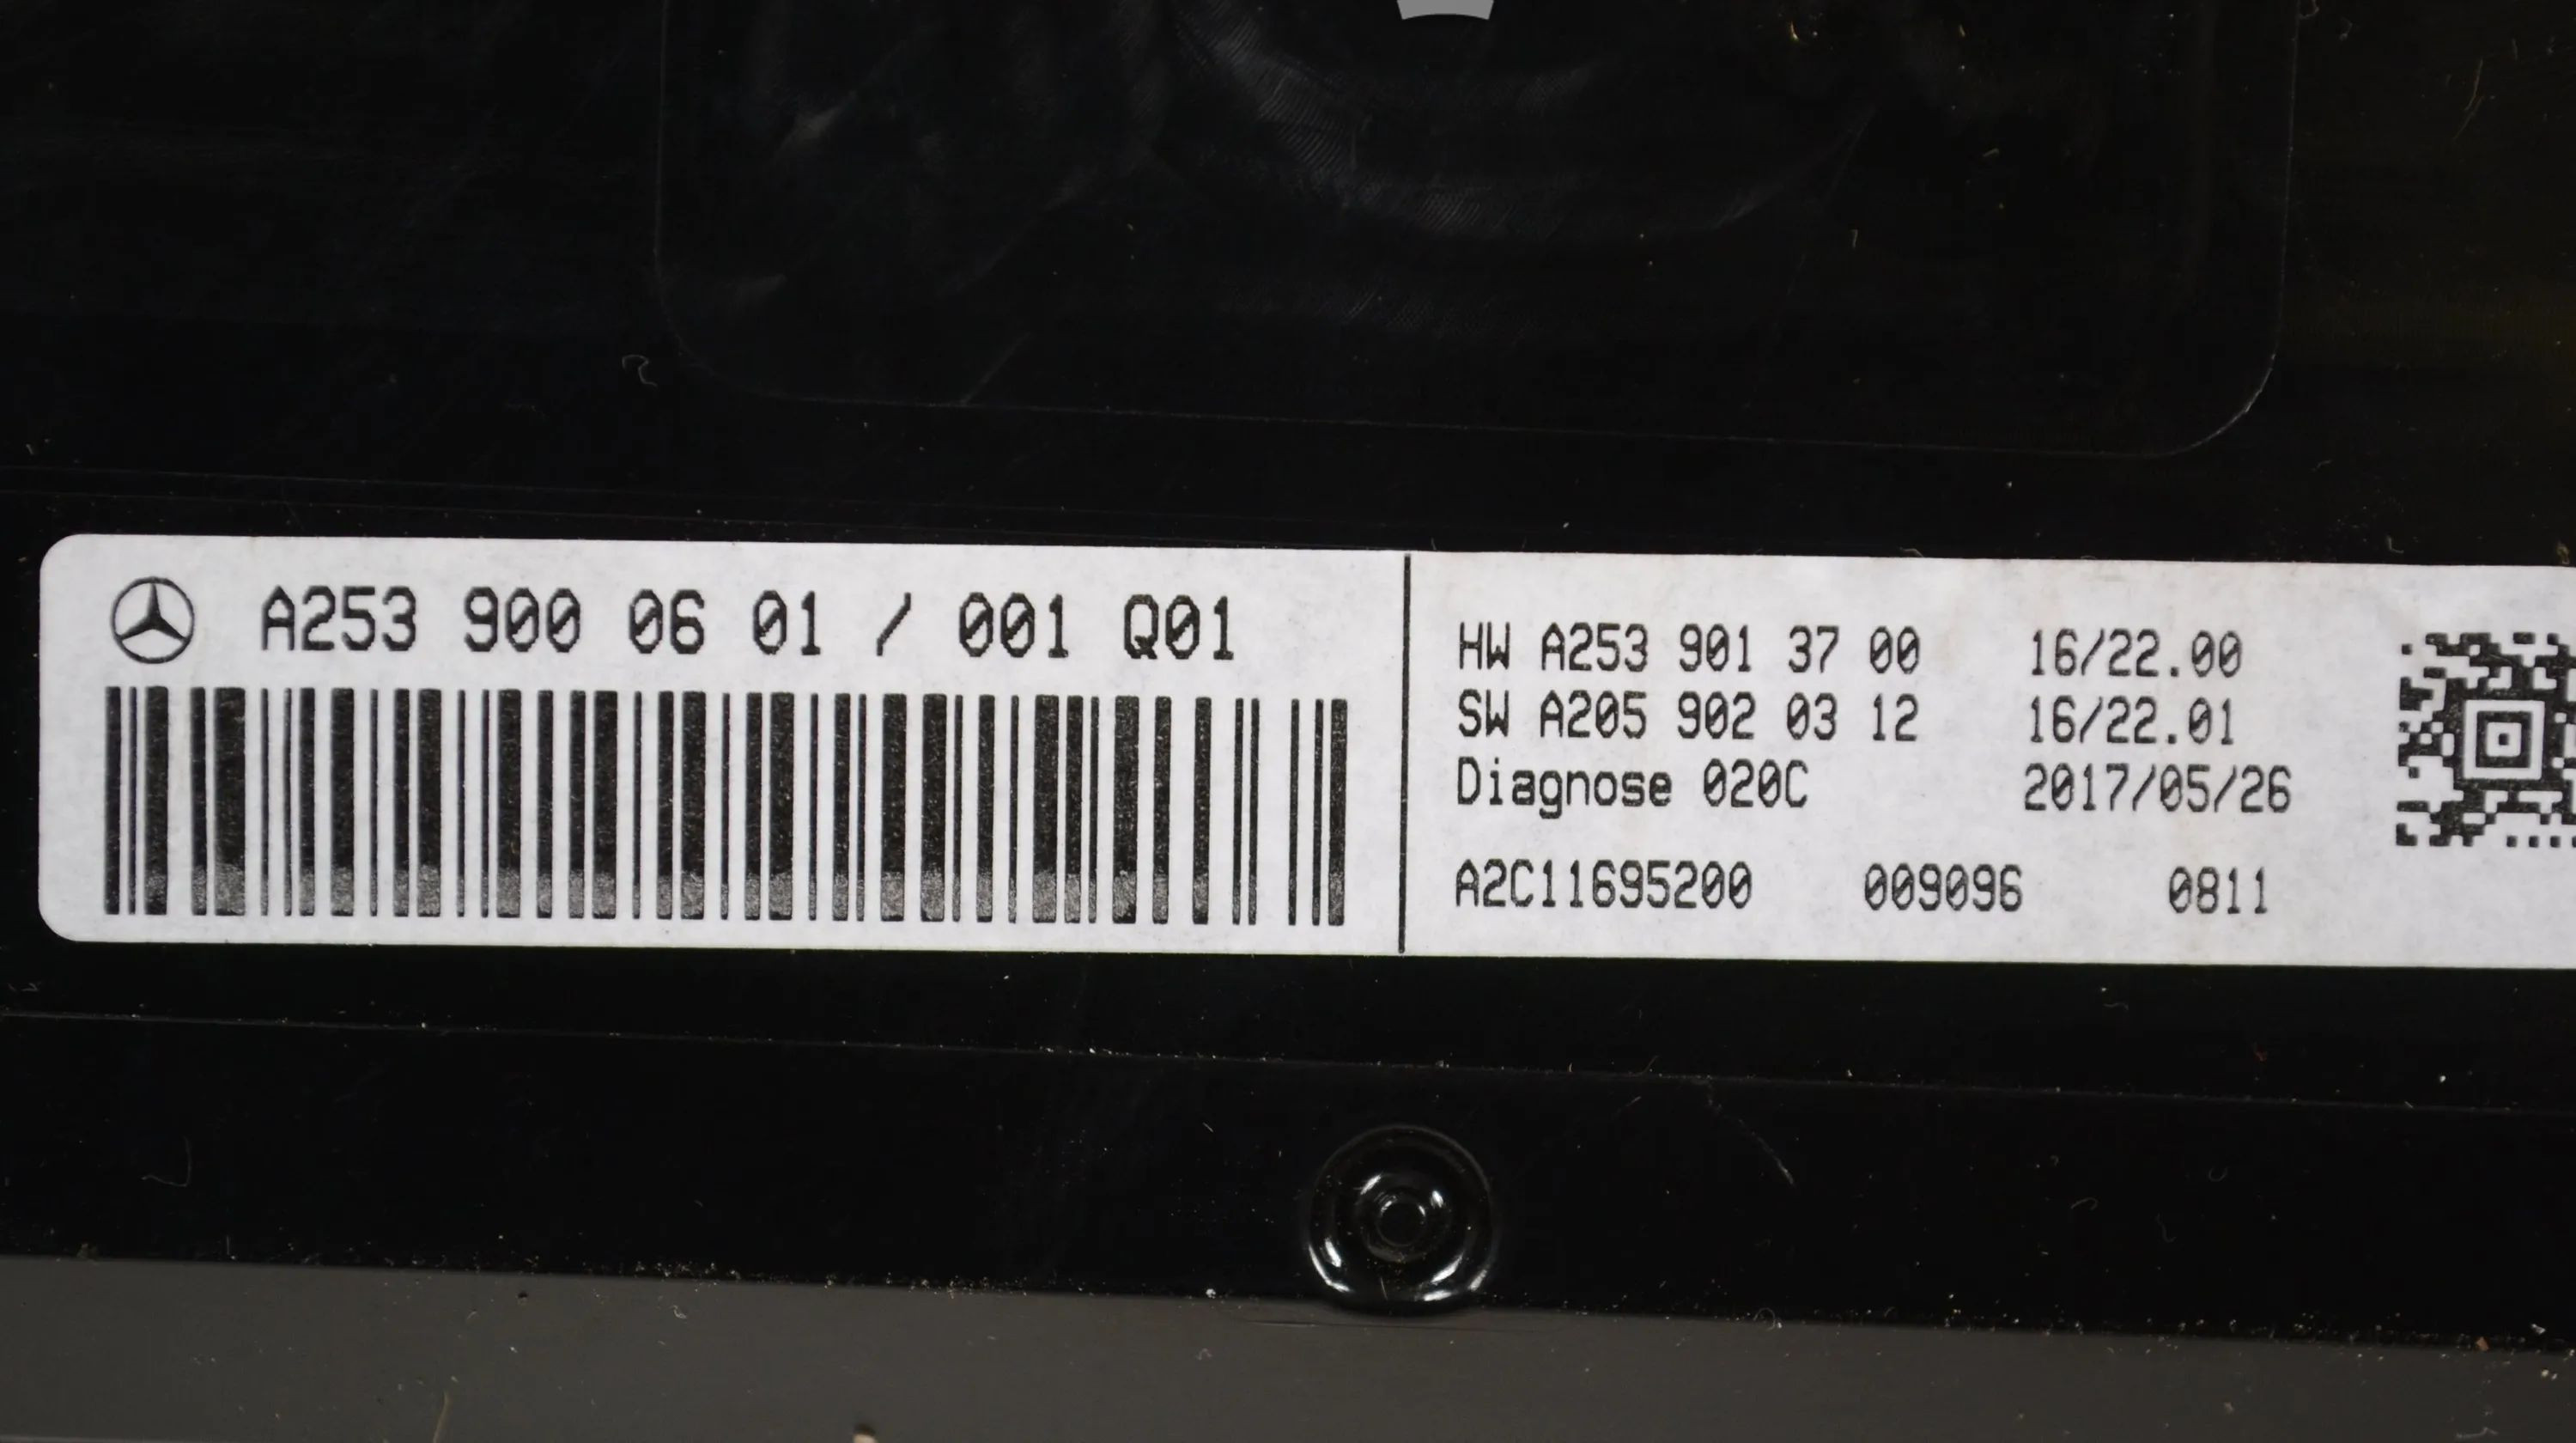 A253 900 06 01 / 001 Q01
HW A253 901 37 00 16/22.00
SW A205 902 03 12 16/22.01
Diagnose 020C 2017/05/26
A2C11695200 009096 0811